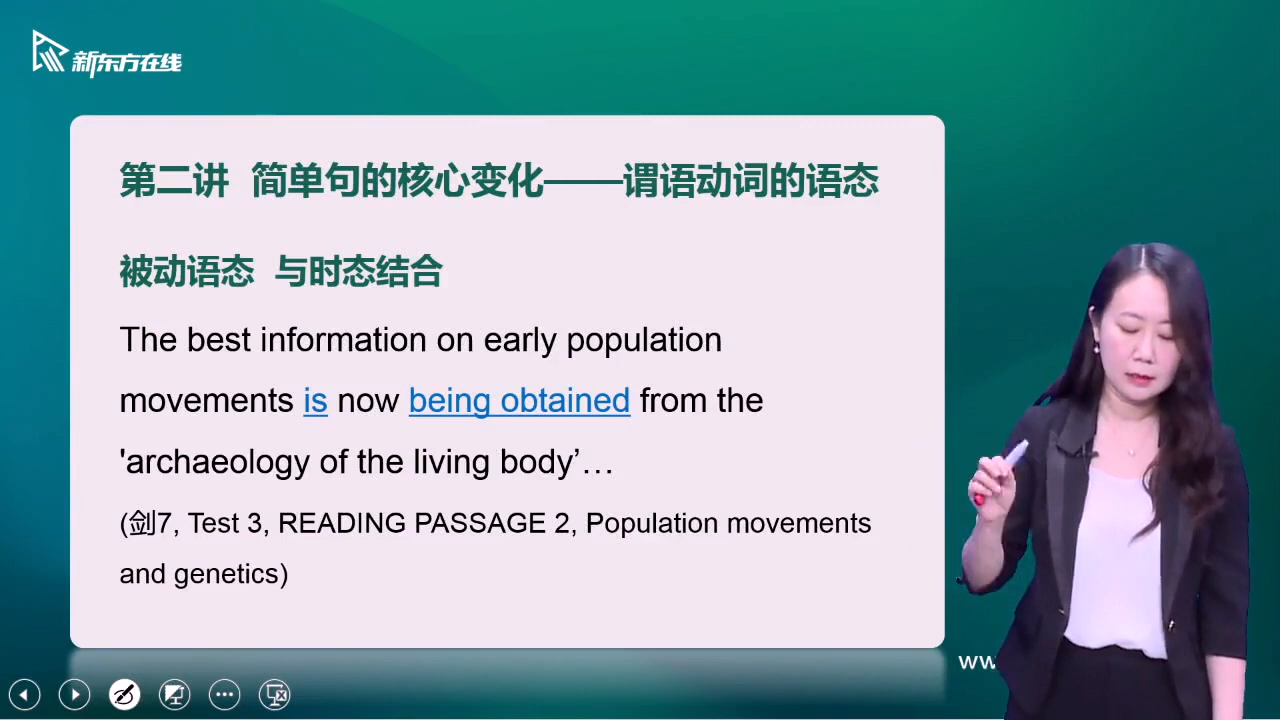 新东方在线
第二讲 简单句的核心变化——谓语动词的语态
被动语态 与时态结合
The best information on early population
movements is now being obtained from the
'archaeology of the living body’…
(剑7, Test 3, READING PASSAGE 2, Population movements
and genetics)